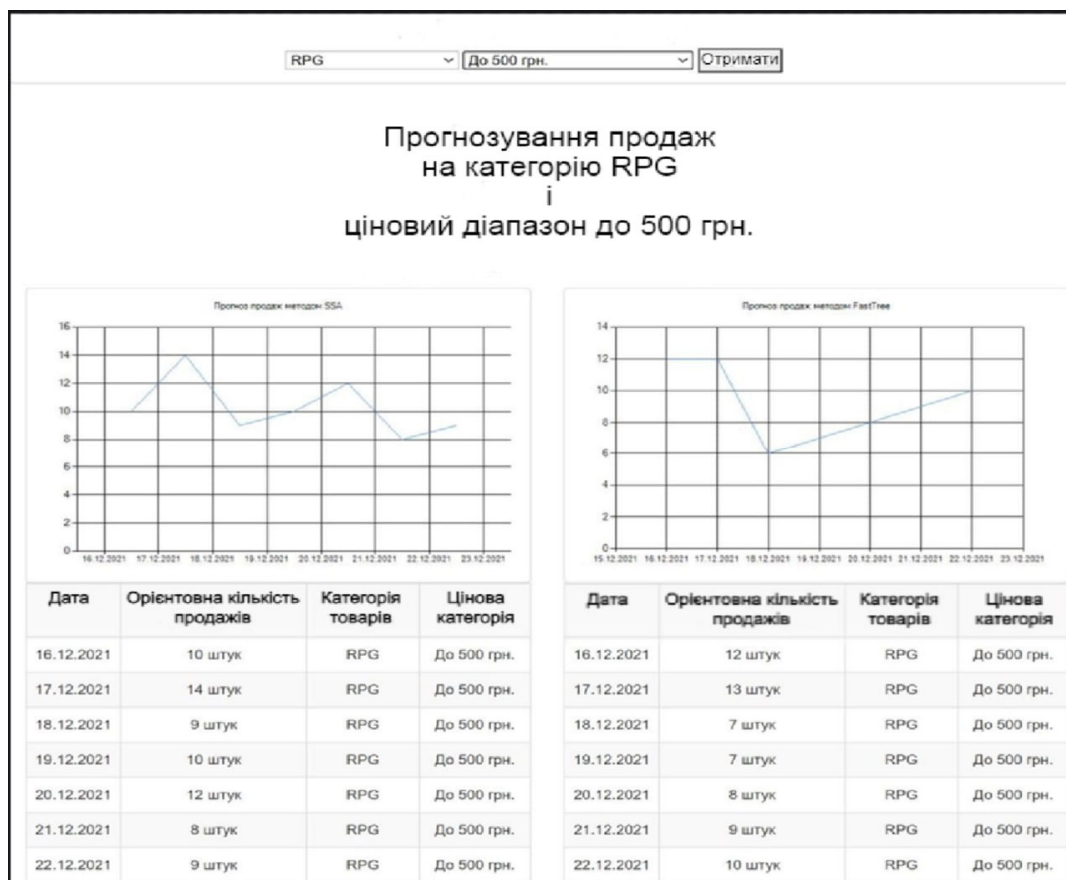 RPG До 500 грн. Отримати
Прогнозування продаж
на категорію RPG
і
ціновий діапазон до 500 грн.
Прогноз продаж методом SSA
16
14
12
10
8
6
4
2
0
16.12.2021 17.12.2021 18.12.2021 19.12.2021 20.12.2021 21.12.2021 22.12.2021 23.12.2021
Дата Орієнтовна кількість продажів Категорія товарів Цінова категорія
16.12.2021 10 штук RPG До 500 грн.
17.12.2021 14 штук RPG До 500 грн.
18.12.2021 9 штук RPG До 500 грн.
19.12.2021 10 штук RPG До 500 грн.
20.12.2021 12 штук RPG До 500 грн.
21.12.2021 8 штук RPG До 500 грн.
22.12.2021 9 штук RPG До 500 грн.
Прогноз продаж методом FastTree
14
12
10
8
6
4
2
0
15.12.2021 16.12.2021 17.12.2021 18.12.2021 19.12.2021 20.12.2021 21.12.2021 22.12.2021 23.12.2021
Дата Орієнтовна кількість продажів Категорія товарів Цінова категорія
16.12.2021 12 штук RPG До 500 грн.
17.12.2021 13 штук RPG До 500 грн.
18.12.2021 7 штук RPG До 500 грн.
19.12.2021 7 штук RPG До 500 грн.
20.12.2021 8 штук RPG До 500 грн.
21.12.2021 9 штук RPG До 500 грн.
22.12.2021 10 штук RPG До 500 грн.